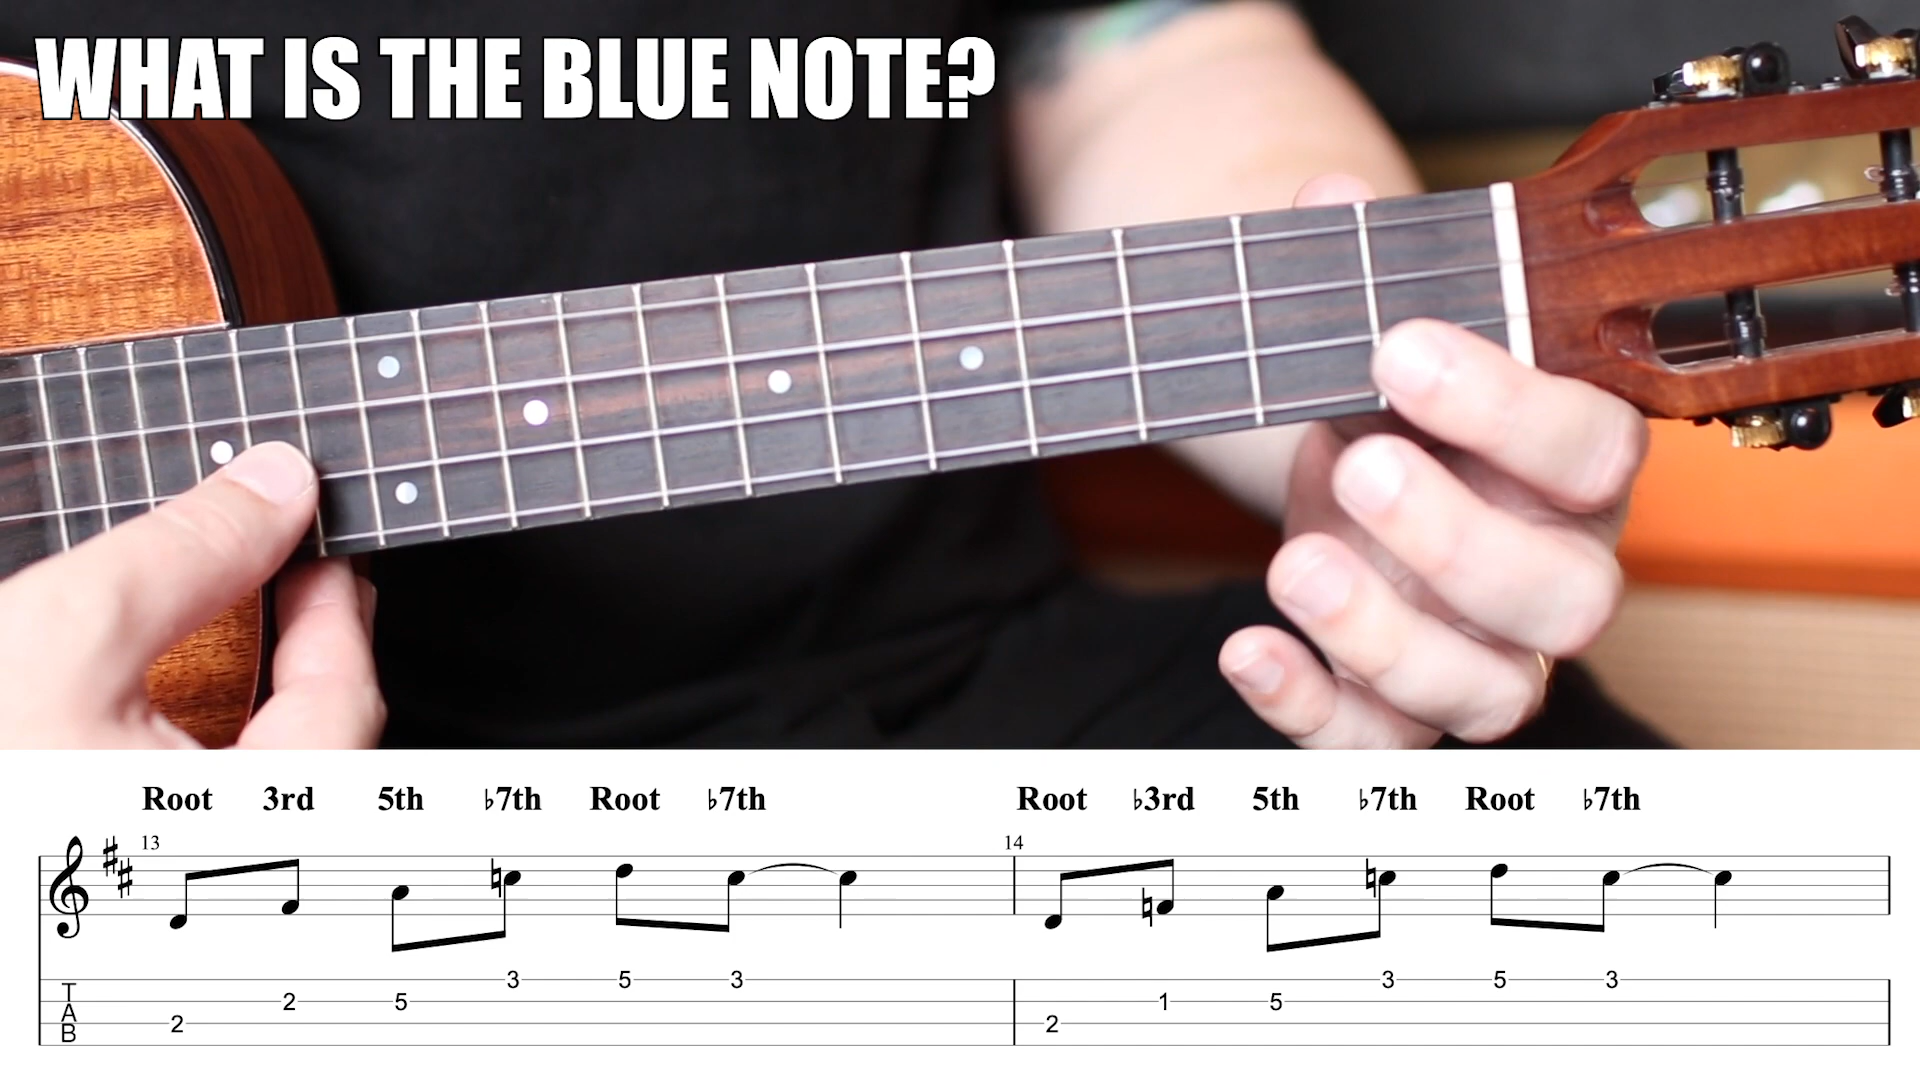 WHAT IS THE BLUE NOTE?
Root 3rd 5th ♭7th Root ♭7th Root ♭3rd 5th ♭7th Root ♭7th
13 14
3 5 3 3 5 3
T 2 5 1 5
A 2 2
B